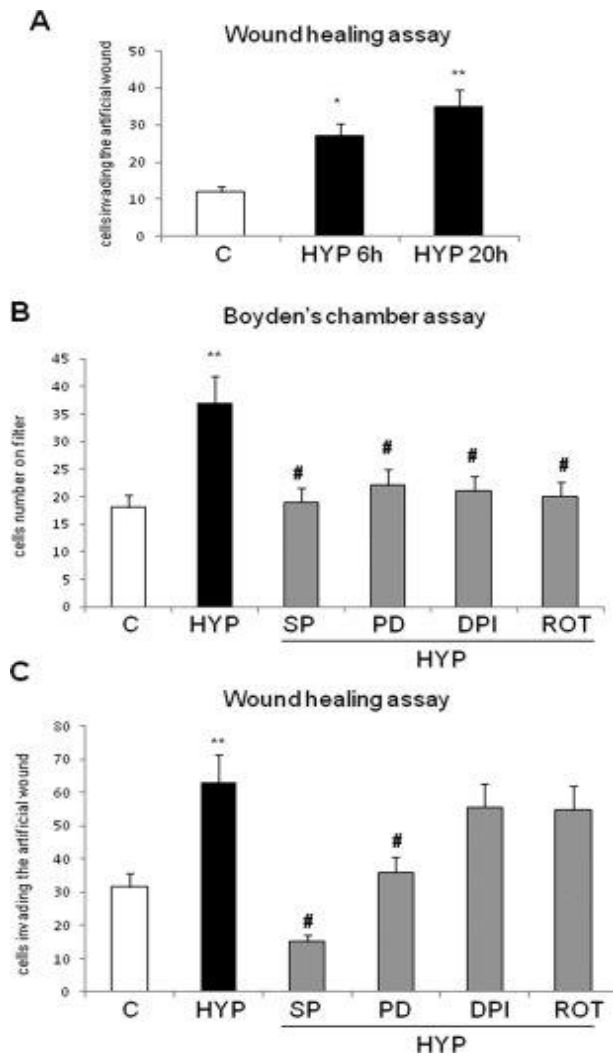 A
Wound healing assay
cells invading the artificial wound
50
40
30
20
10
0
*
**
C HYP 6h HYP 20h
B
Boyden's chamber assay
cells number on filter
45
40
35
30
25
20
15
10
5
0
**
# # # #
C HYP SP PD DPI ROT
HYP
C
Wound healing assay
cells invading the artificial wound
80
70
60
50
40
30
20
10
0
**
# #
C HYP SP PD DPI ROT
HYP